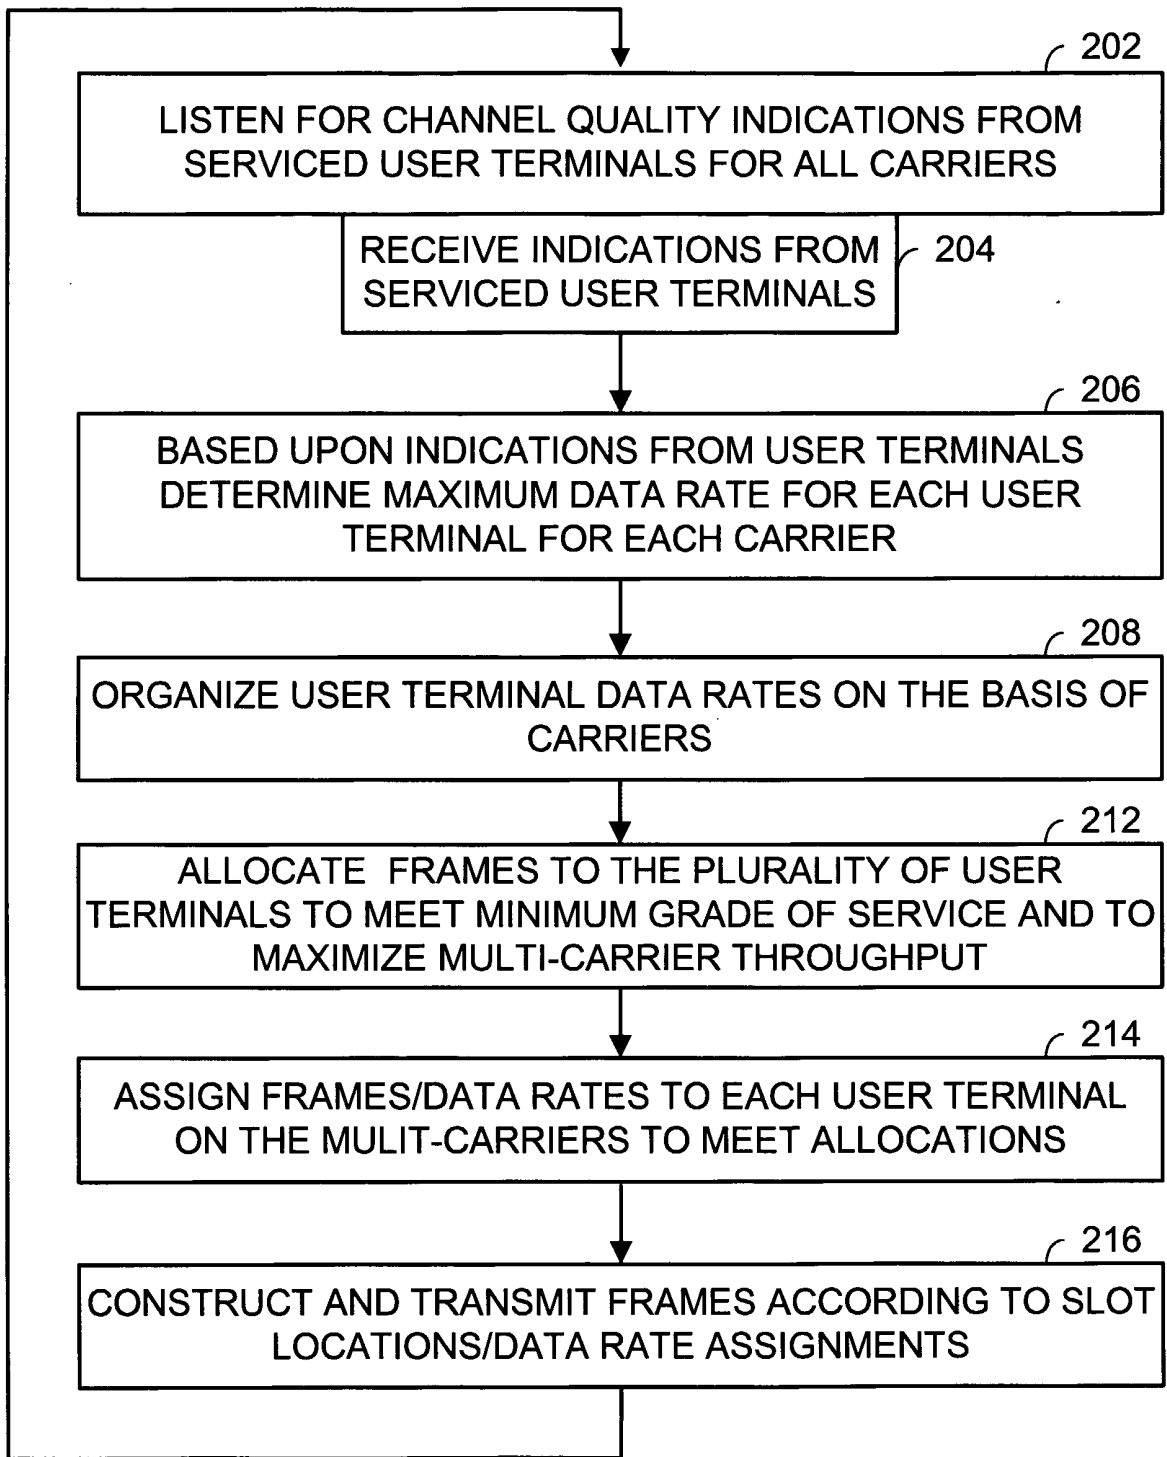 202
LISTEN FOR CHANNEL QUALITY INDICATIONS FROM
SERVICED USER TERMINALS FOR ALL CARRIERS
RECEIVE INDICATIONS FROM
SERVICED USER TERMINALS
204
206
BASED UPON INDICATIONS FROM USER TERMINALS
DETERMINE MAXIMUM DATA RATE FOR EACH USER
TERMINAL FOR EACH CARRIER
208
ORGANIZE USER TERMINAL DATA RATES ON THE BASIS OF
CARRIERS
212
ALLOCATE FRAMES TO THE PLURALITY OF USER
TERMINALS TO MEET MINIMUM GRADE OF SERVICE AND TO
MAXIMIZE MULTI-CARRIER THROUGHPUT
214
ASSIGN FRAMES/DATA RATES TO EACH USER TERMINAL
ON THE MULIT-CARRIERS TO MEET ALLOCATIONS
216
CONSTRUCT AND TRANSMIT FRAMES ACCORDING TO SLOT
LOCATIONS/DATA RATE ASSIGNMENTS